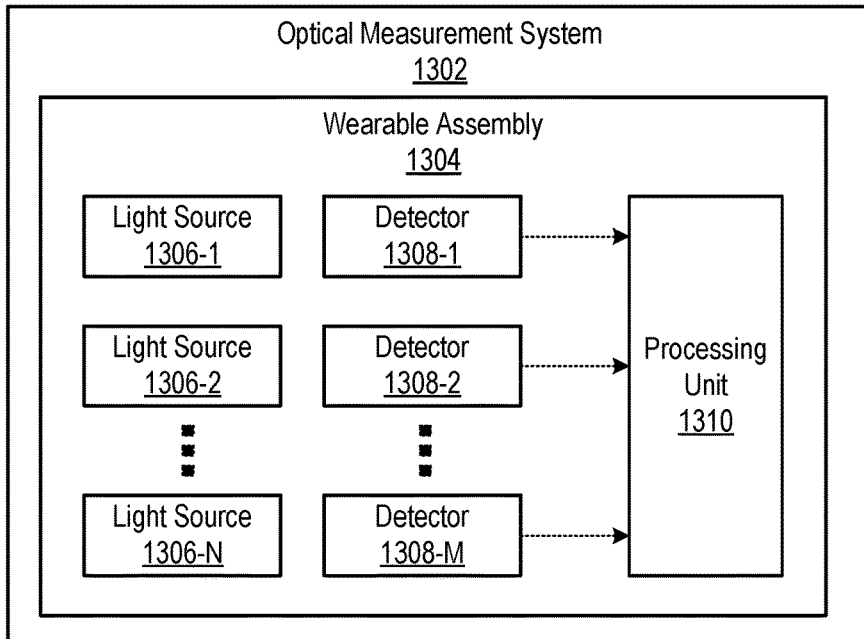 Optical Measurement System
1302
Wearable Assembly
1304
Light Source
1306-1
Detector
1308-1
Light Source
1306-2
Detector
1308-2
Processing
Unit
1310
Light Source
1306-N
Detector
1308-M